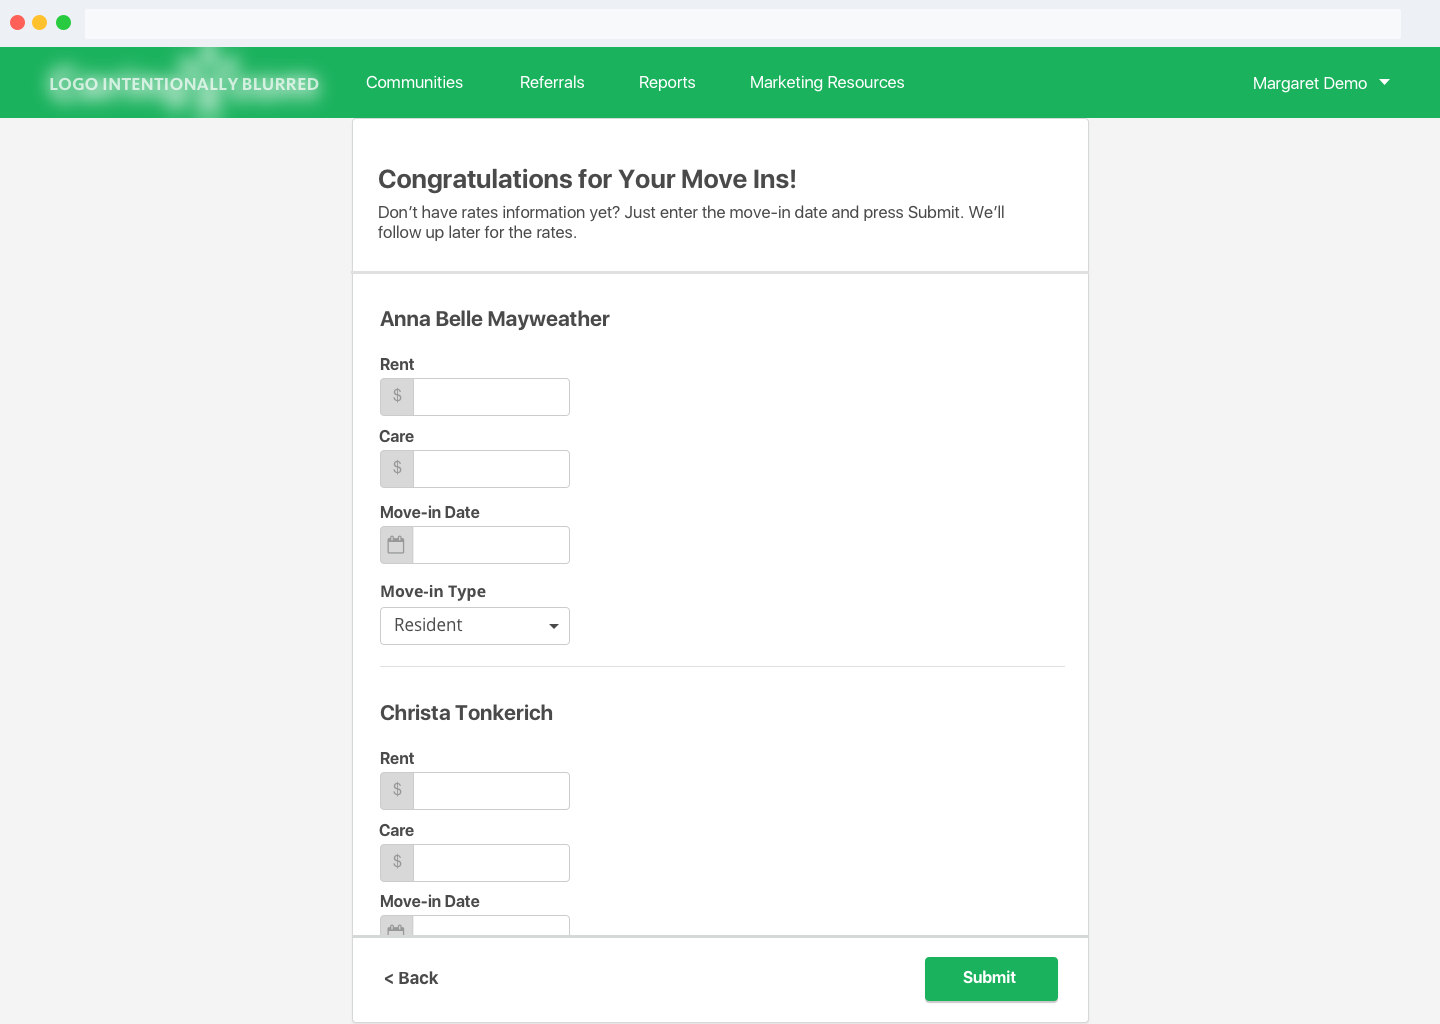 LOGO INTENTIONALLY BLURRED
Communities
Referrals
Reports
Marketing Resources
Margaret Demo
Congratulations for Your Move Ins!
Don’t have rates information yet? Just enter the move-in date and press Submit. We’ll
follow up later for the rates.
Anna Belle Mayweather
Rent
$
Care
$
Move-in Date
Move-in Type
Resident
Christa Tonkerich
Rent
$
Care
$
Move-in Date
< Back
Submit